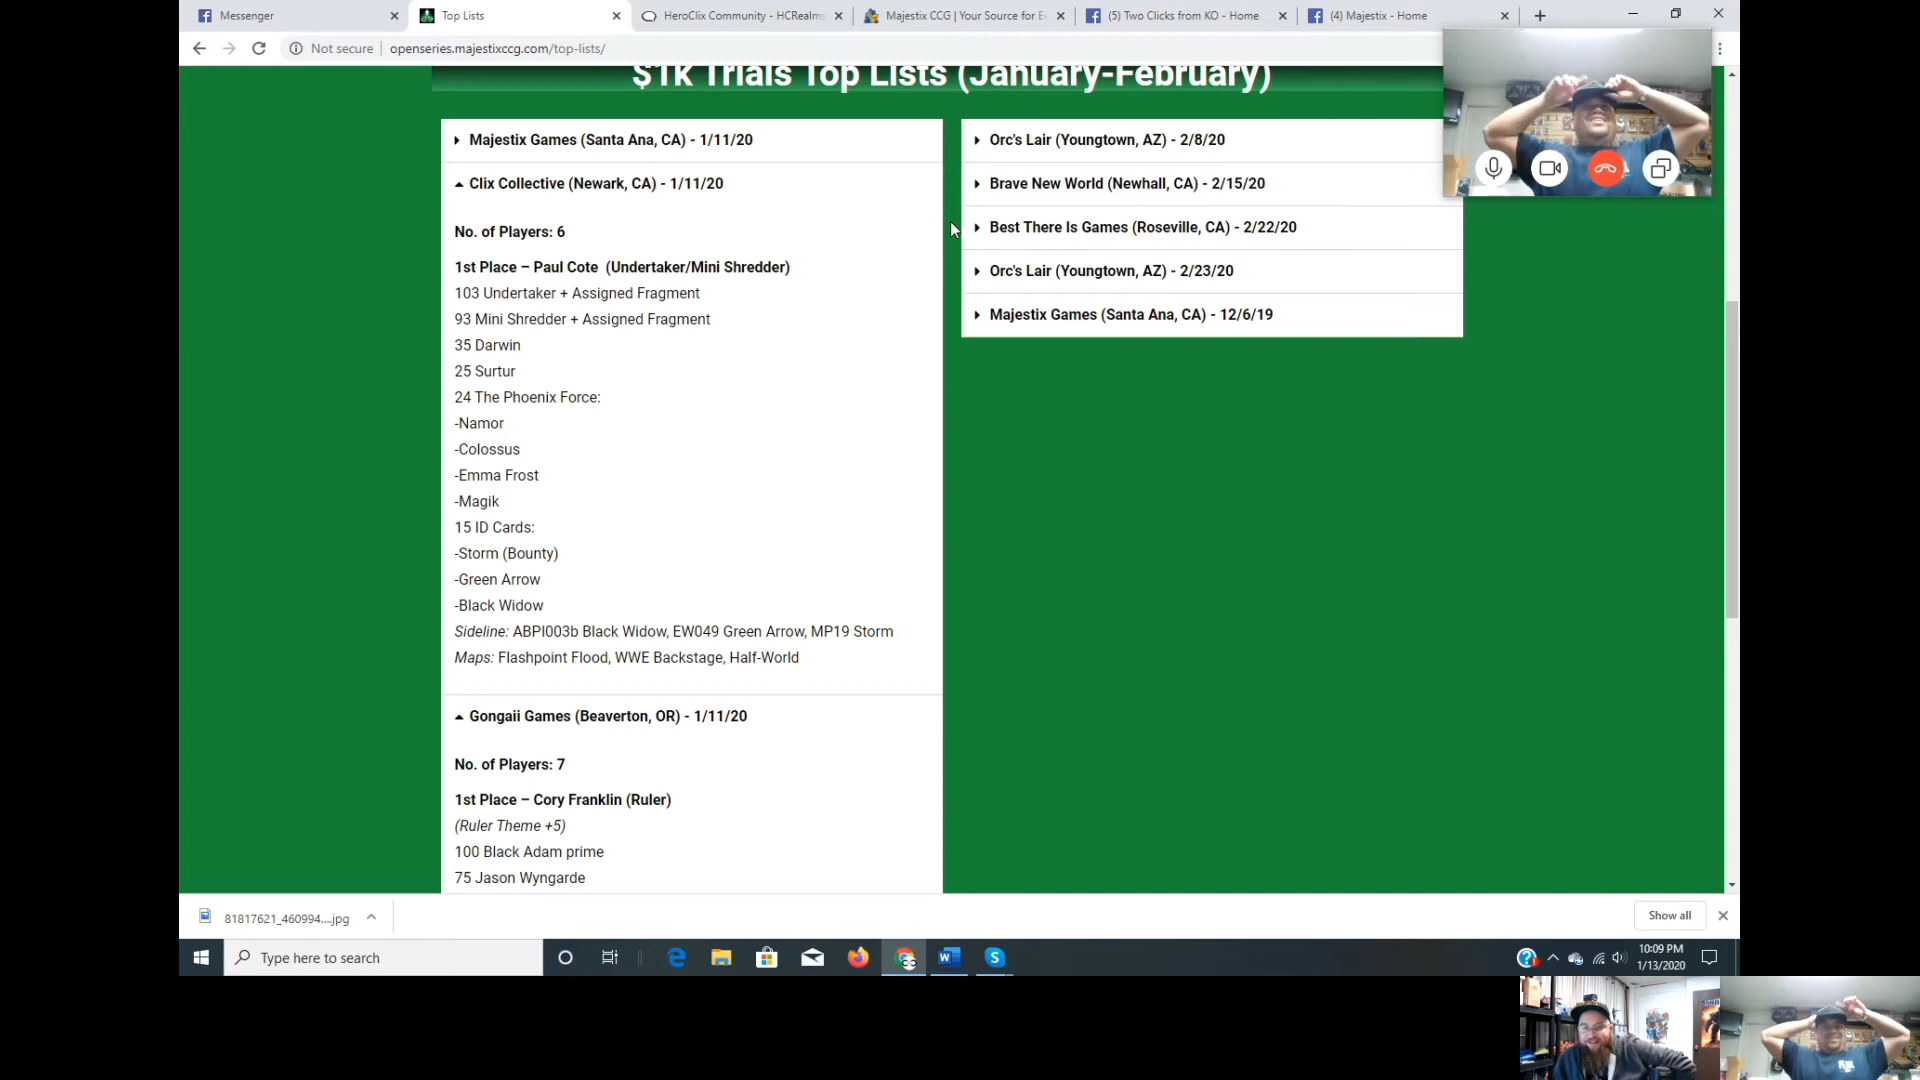 Messenger
Top Lists
HeroClix Community - HCRealms
Majestix CCG | Your Source for E
(5) Two Clicks from KO - Home
(4) Majestix - Home
Not secure
openseries.majestixccg.com/top-lists/
$1k Trials Top Lists (January-February)
Majestix Games (Santa Ana, CA) - 1/11/20
Clix Collective (Newark, CA) - 1/11/20
No. of Players: 6
1st Place – Paul Cote (Undertaker/Mini Shredder)
103 Undertaker + Assigned Fragment
93 Mini Shredder + Assigned Fragment
35 Darwin
25 Surtur
24 The Phoenix Force:
-Namor
-Colossus
-Emma Frost
-Magik
15 ID Cards:
-Storm (Bounty)
-Green Arrow
-Black Widow
Sideline: ABPI003b Black Widow, EW049 Green Arrow, MP19 Storm
Maps: Flashpoint Flood, WWE Backstage, Half-World
Gongaii Games (Beaverton, OR) - 1/11/20
No. of Players: 7
1st Place – Cory Franklin (Ruler)
(Ruler Theme +5)
100 Black Adam prime
75 Jason Wyngarde
Orc's Lair (Youngtown, AZ) - 2/8/20
Brave New World (Newhall, CA) - 2/15/20
Best There Is Games (Roseville, CA) - 2/22/20
Orc's Lair (Youngtown, AZ) - 2/23/20
Majestix Games (Santa Ana, CA) - 12/6/19
81817621_460994....jpg
Show all
Type here to search
10:09 PM
1/13/2020